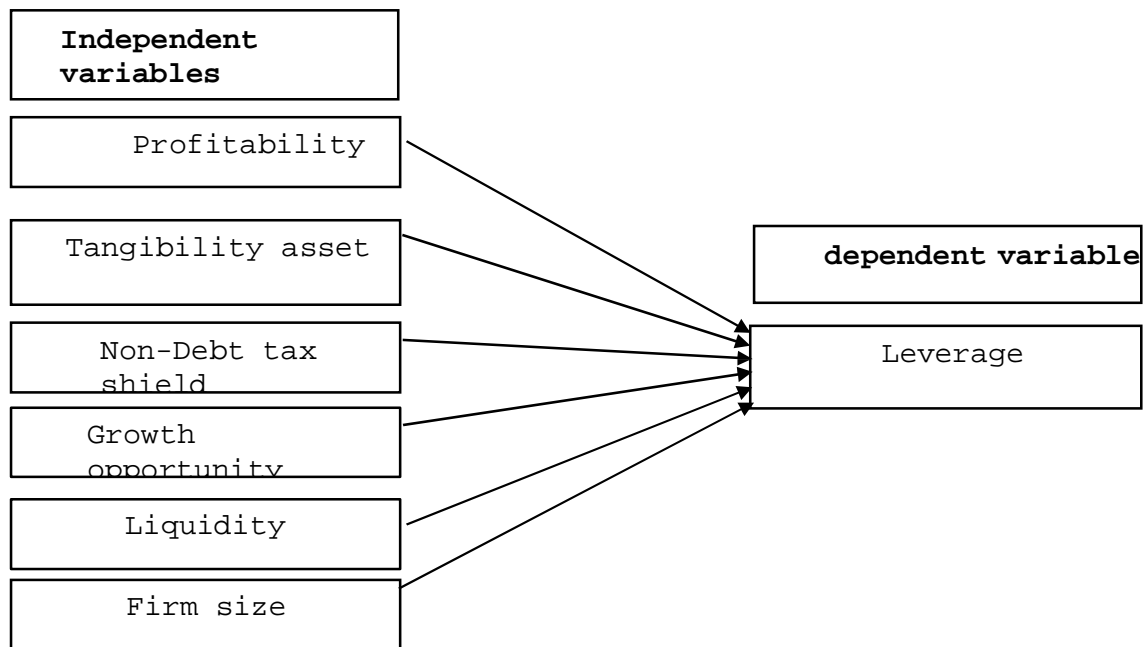 Independent
variables
Profitability
Tangibility asset
dependent variable
Non-Debt tax
shield
Leverage
Growth
opportunity
Liquidity
Firm size